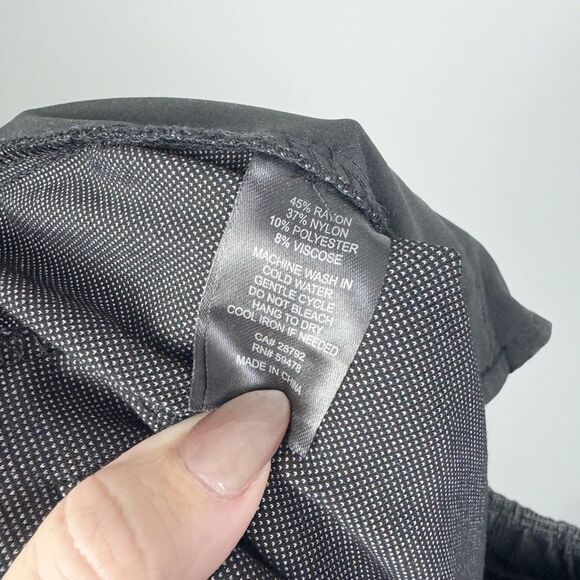 45% RAYON
37% NYLON
10% POLYESTER
8% VISCOSE
MACHINE WASH IN
COLD WATER
GENTLE CYCLE
DO NOT BLEACH
HANG TO DRY
COOL IRON IF NEEDED
CA# 28792
RN# 59478
MADE IN CHINA